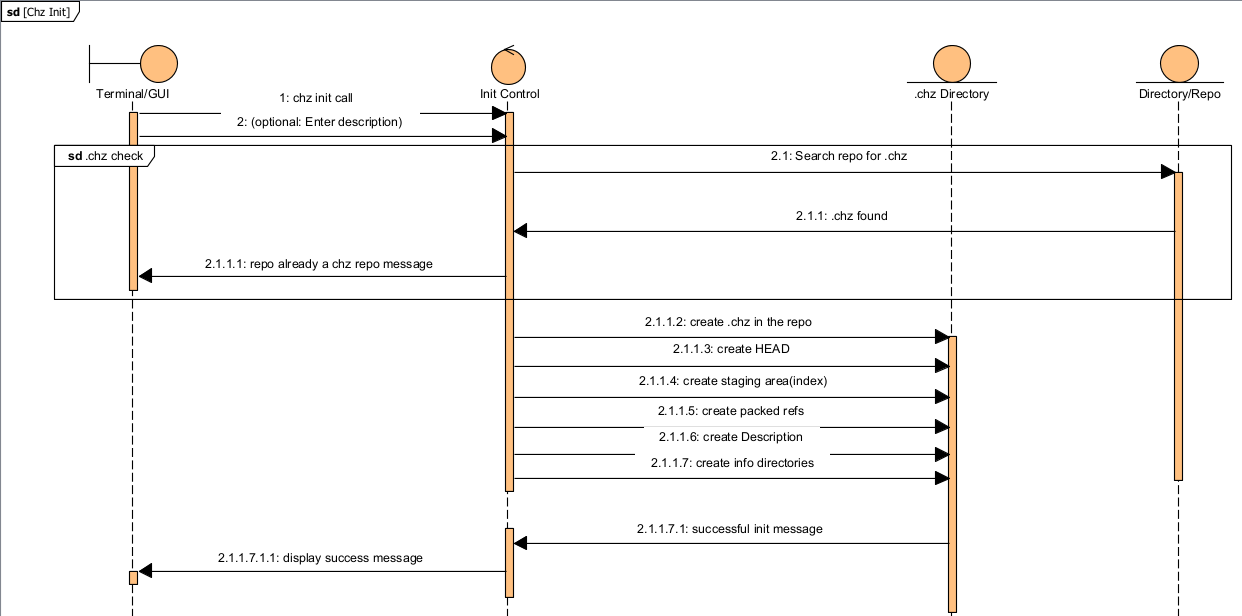 sd [Chz Init]
Terminal/GUI
Init Control
.chz Directory
Directory/Repo
1: chz init call
2: (optional: Enter description)
sd .chz check
2.1: Search repo for .chz
2.1.1: .chz found
2.1.1.1: repo already a chz repo message
2.1.1.2: create .chz in the repo
2.1.1.3: create HEAD
2.1.1.4: create staging area(index)
2.1.1.5: create packed refs
2.1.1.6: create Description
2.1.1.7: create info directories
2.1.1.7.1: successful init message
2.1.1.7.1.1: display success message